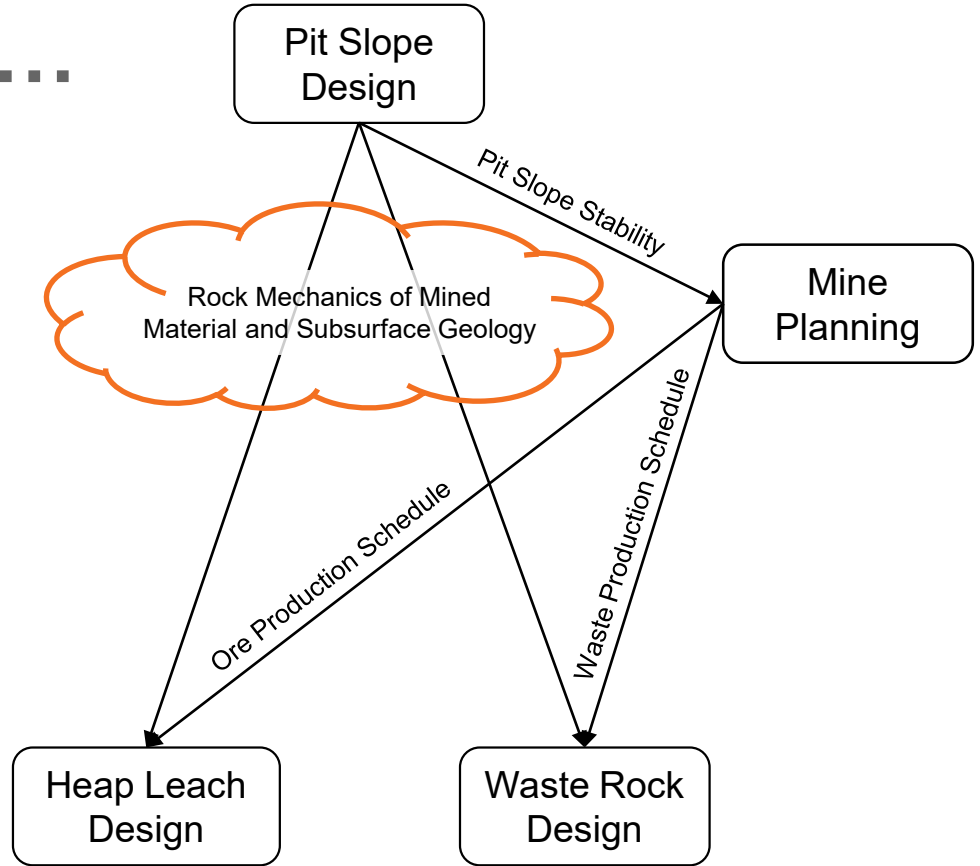 Pit Slope
Design
Pit Slope Stability
Mine
Planning
Rock Mechanics of Mined
Material and Subsurface Geology
Ore Production Schedule
Waste Production Schedule
Heap Leach
Design
Waste Rock
Design